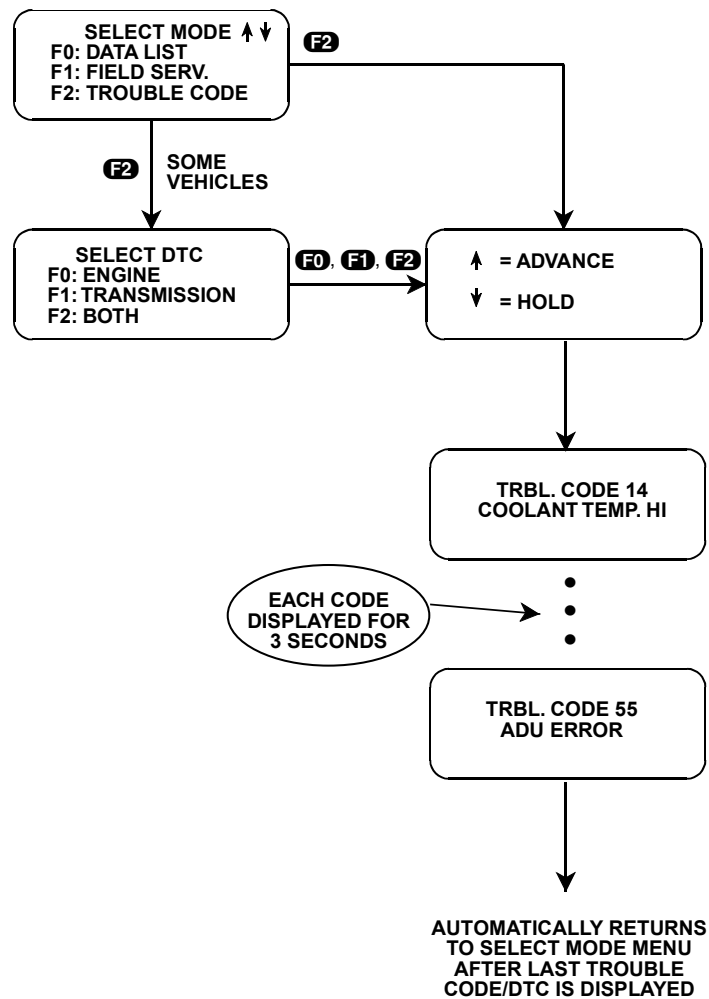 SELECT MODE
F0: DATA LIST
F1: FIELD SERV.
F2: TROUBLE CODE
F2
F2
SOME
VEHICLES
SELECT DTC
F0: ENGINE
F1: TRANSMISSION
F2: BOTH
F0, F1, F2
= ADVANCE
= HOLD
TRBL. CODE 14
COOLANT TEMP. HI
EACH CODE
DISPLAYED FOR
3 SECONDS
TRBL. CODE 55
ADU ERROR
AUTOMATICALLY RETURNS
TO SELECT MODE MENU
AFTER LAST TROUBLE
CODE/DTC IS DISPLAYED